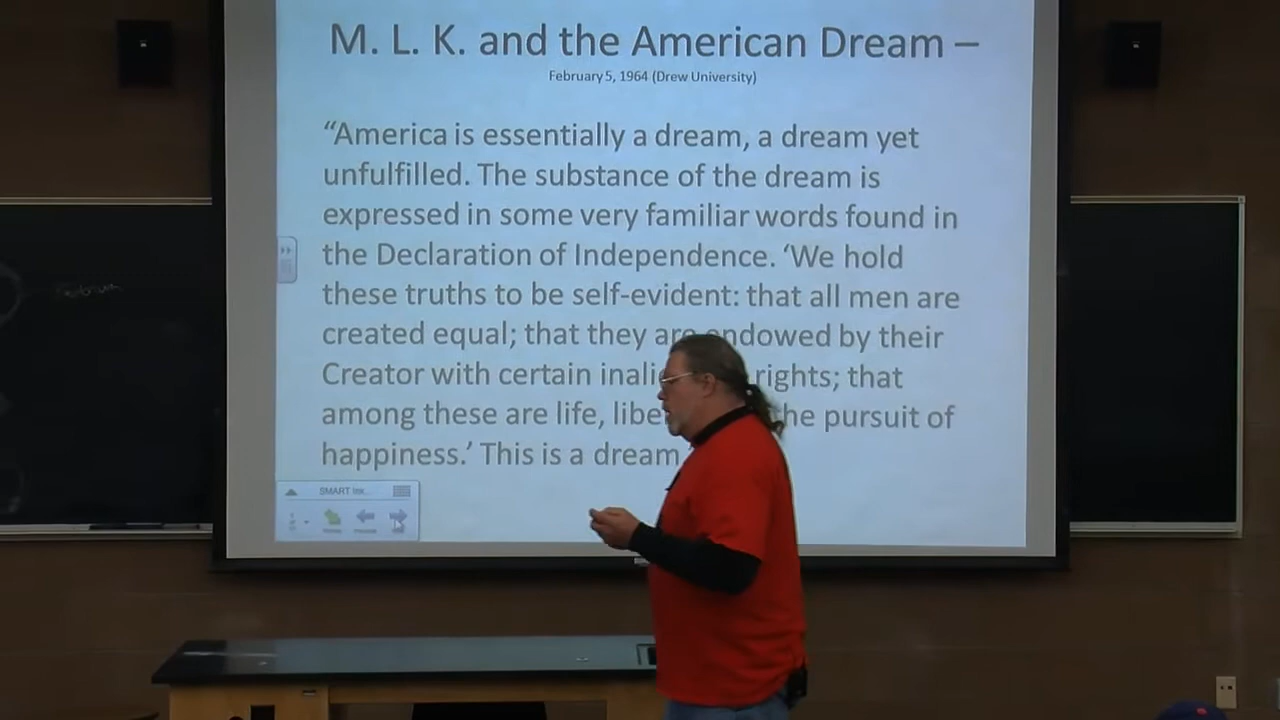 M. L. K. and the American Dream –
February 5, 1964 (Drew University)
“America is essentially a dream, a dream yet
unfulfilled. The substance of the dream is
expressed in some very familiar words found in
the Declaration of Independence. ‘We hold
these truths to be self-evident: that all men are
created equal; that they are endowed by their
Creator with certain rights; that
among these are life, the pursuit of
happiness.’ This is a dream
SMART